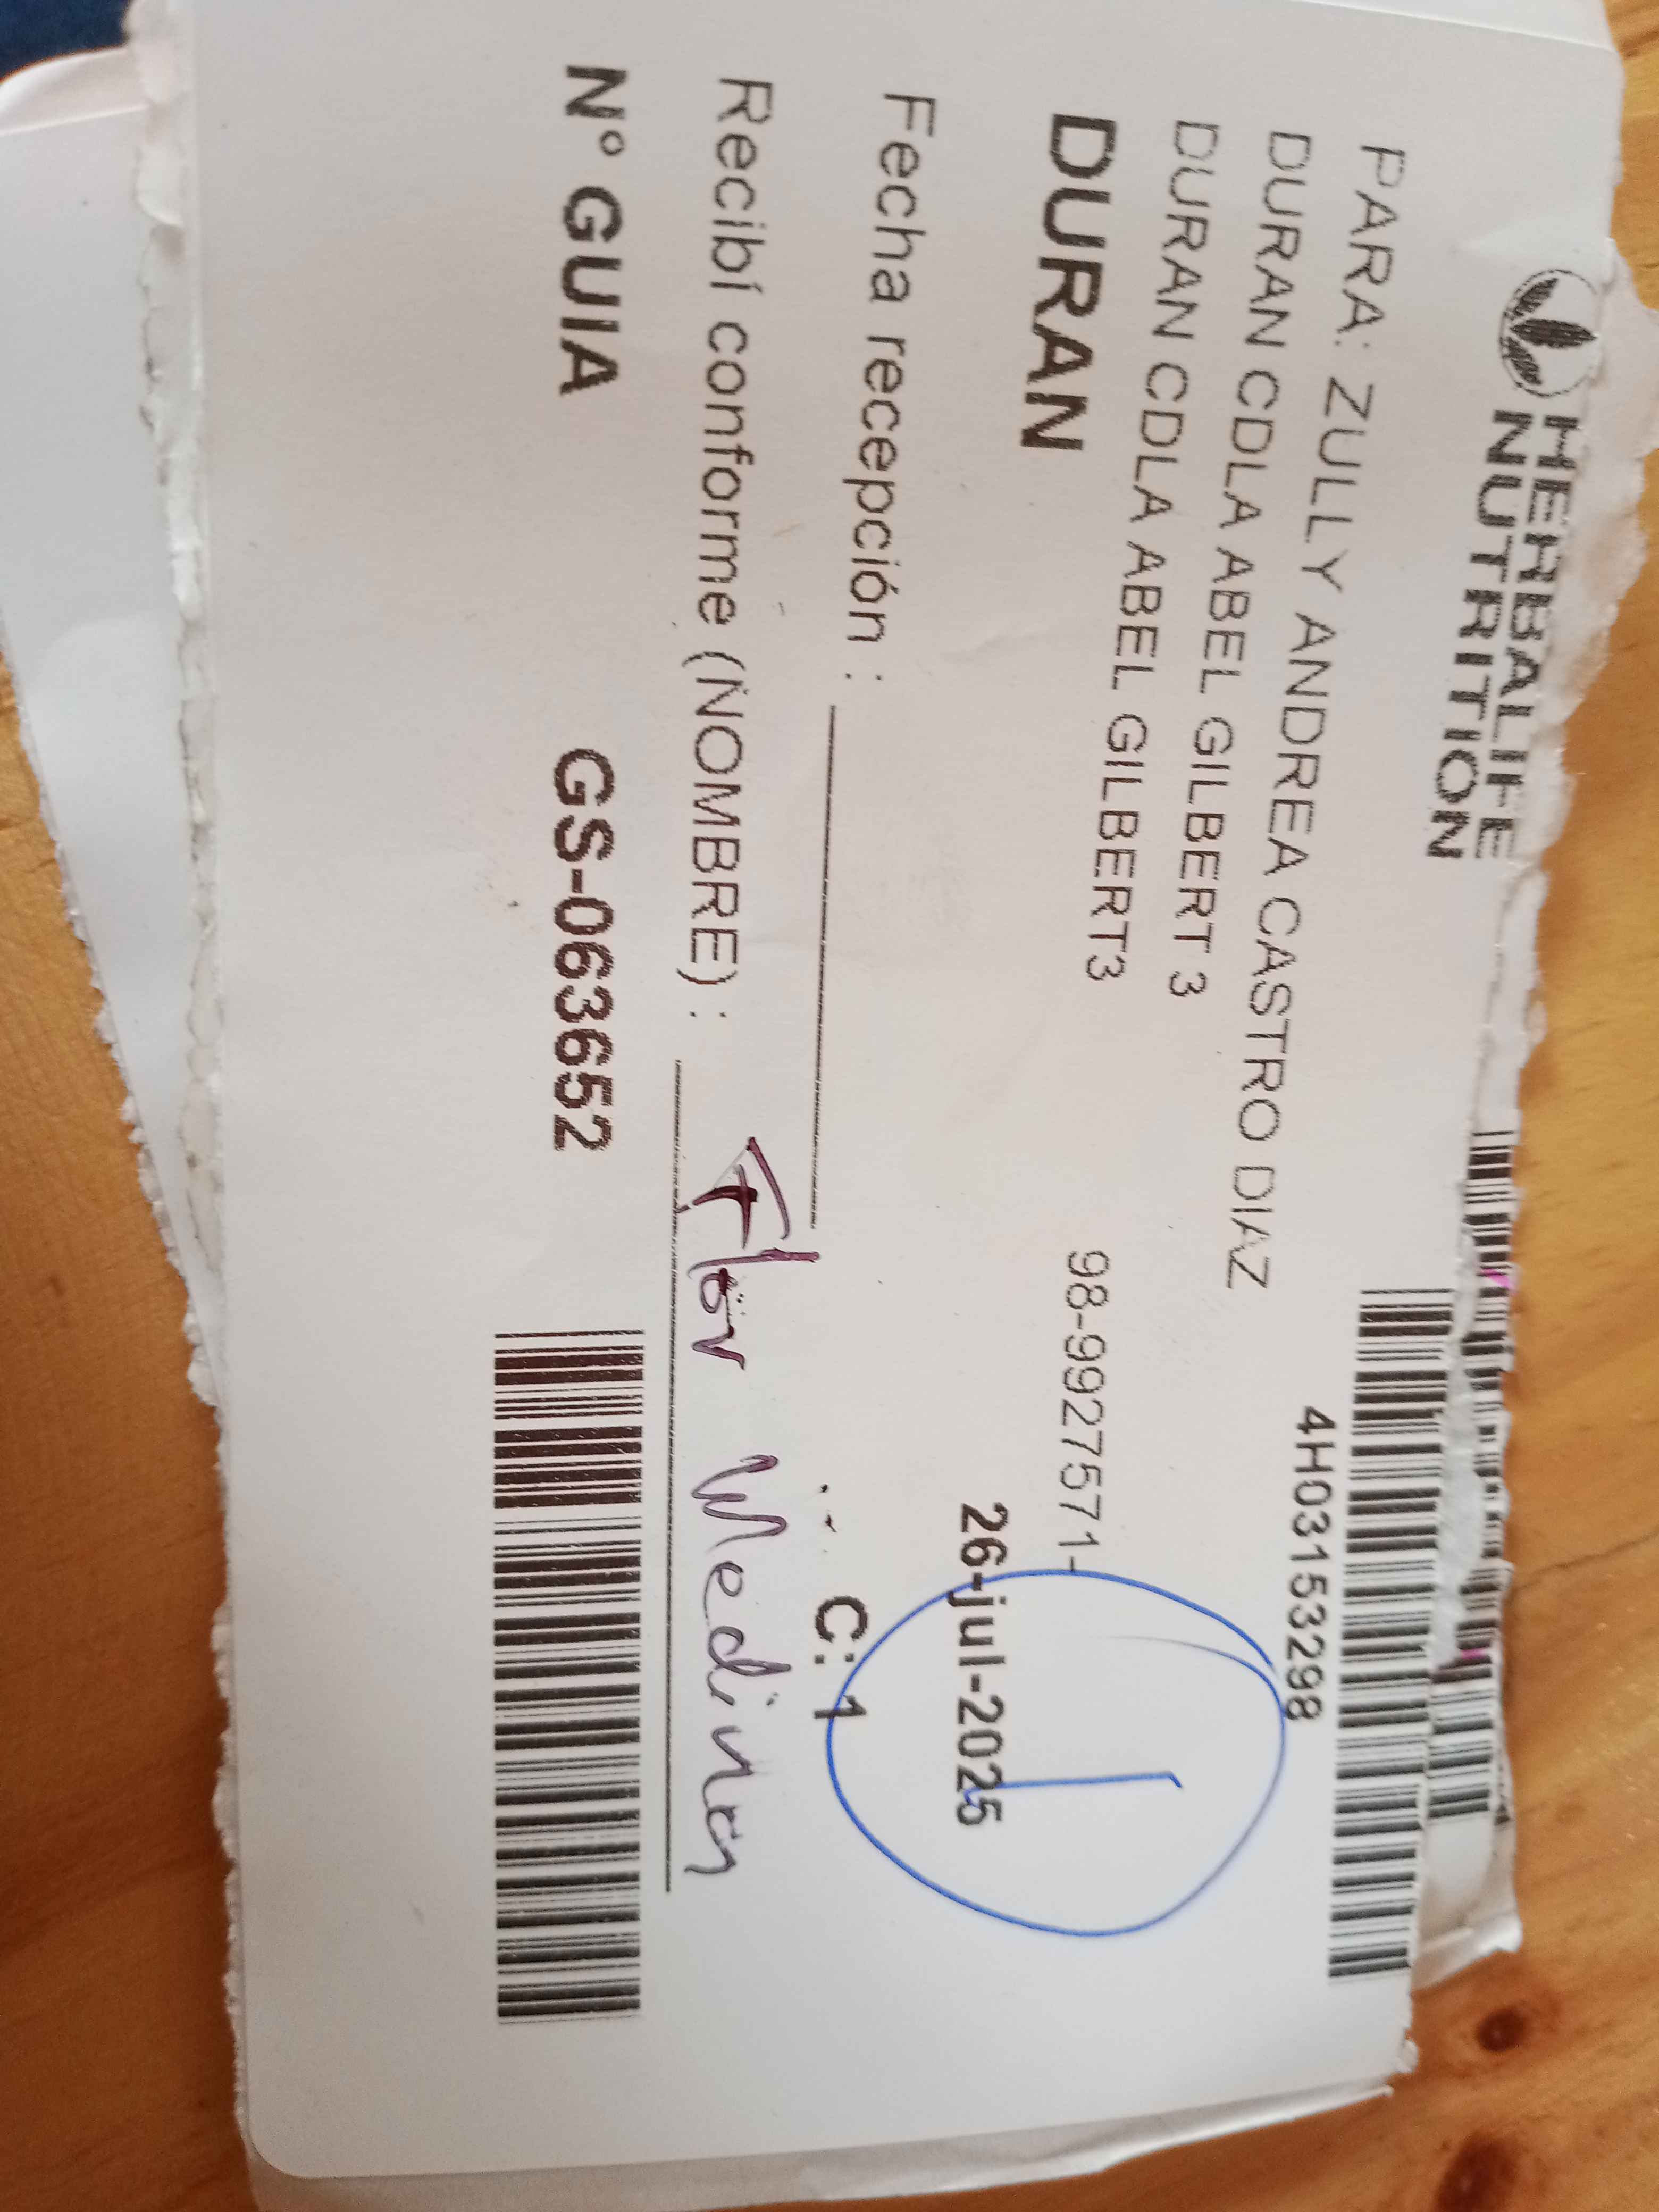 HERBALIFE
NUTRITION
4H03153298
PARA: ZULLY ANDREA CASTRO DIAZ
DURAN CDLA ABEL GILBERT 3
DURAN CDLA ABEL GILBERT3
98-9927571-
DURAN
26-jul-2025
1
Fecha recepción :
C: 1
Recibí conforme (NOMBRE) : Flor Medina
N° GUIA GS-063652